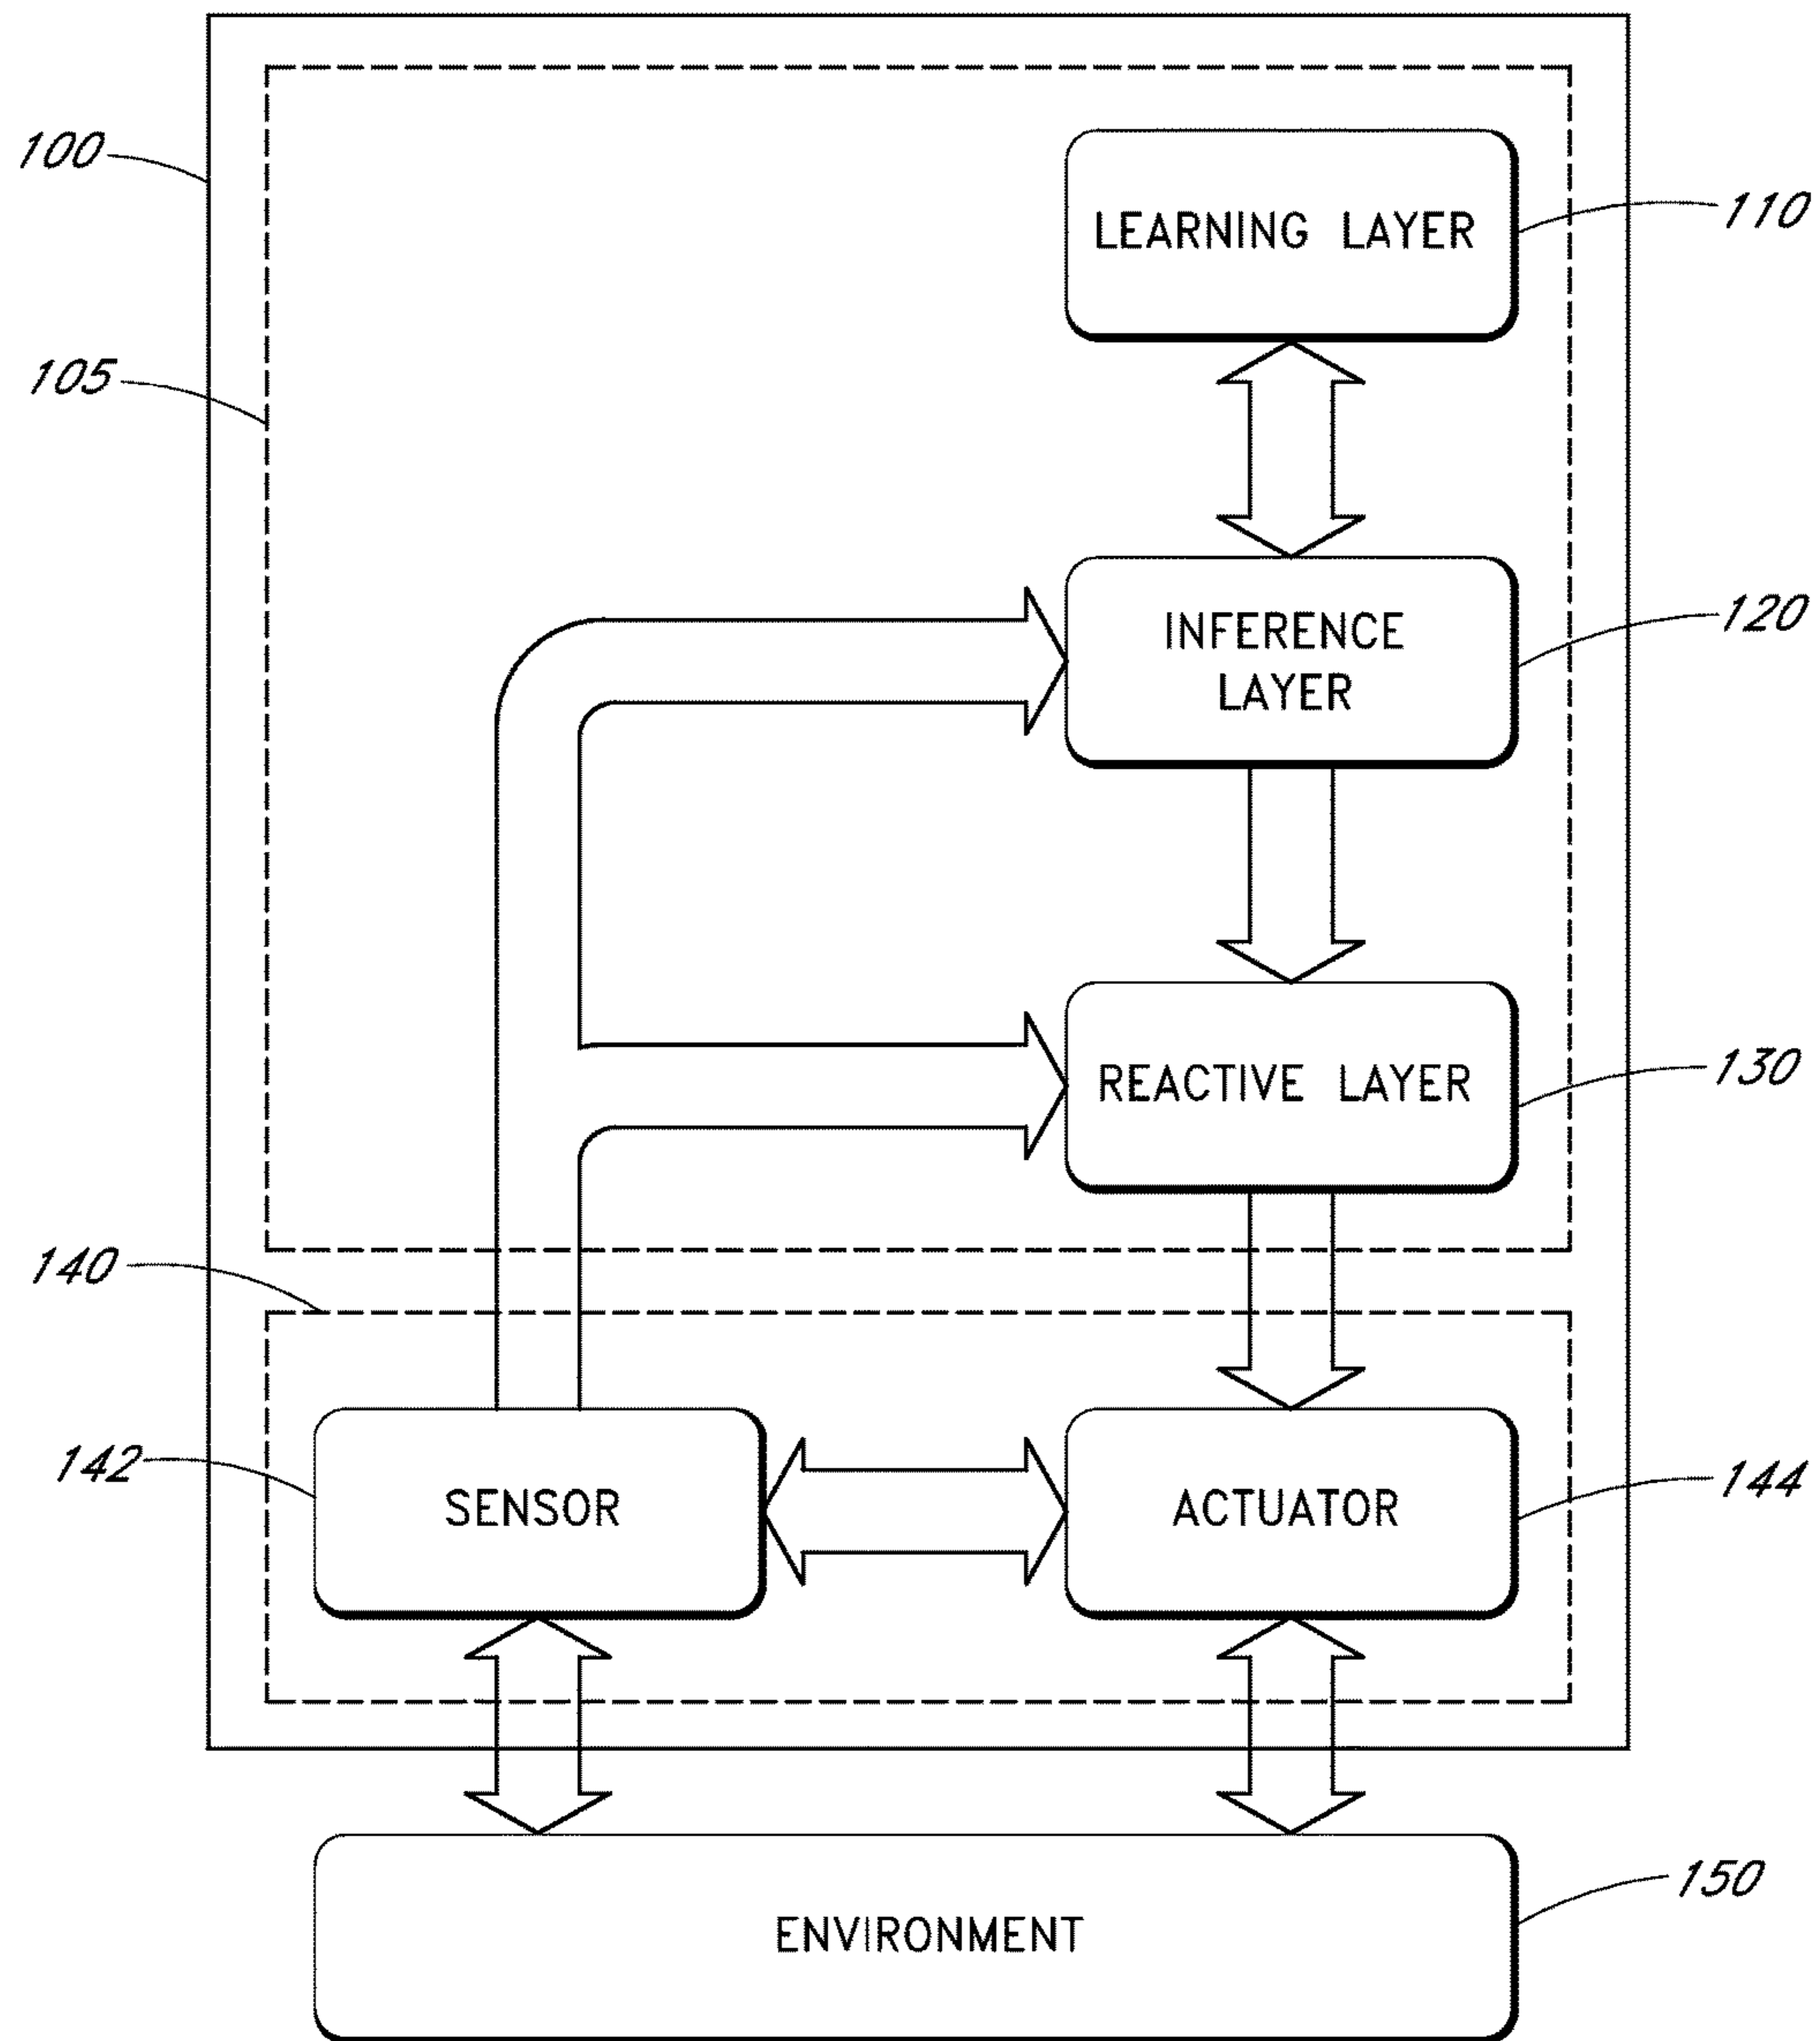 100
LEARNING LAYER
110
105
INFERENCE
LAYER
120
REACTIVE LAYER
130
140
142
SENSOR
ACTUATOR
144
ENVIRONMENT
150